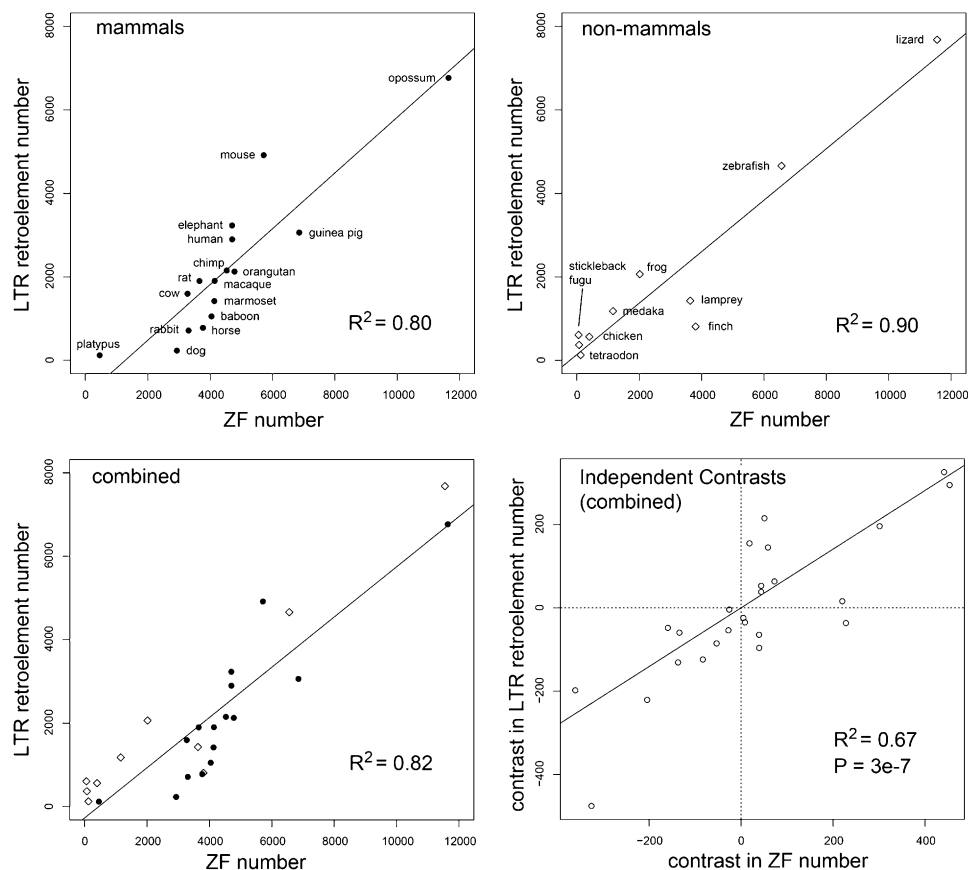 mammals
LTR retroelement number
8000
6000
4000
2000
0
opossum
mouse
elephant
human
guinea pig
chimp
orangutan
rat
macaque
cow
marmoset
baboon
rabbit
horse
platypus
dog
R2 = 0.80
0 2000 4000 6000 8000 10000 12000
ZF number
non-mammals
LTR retroelement number
8000
6000
4000
2000
0
lizard
zebrafish
stickleback
fugu
frog
lamprey
medaka
finch
chicken
tetraodon
R2 = 0.90
0 2000 4000 6000 8000 10000 12000
ZF number
combined
LTR retroelement number
8000
6000
4000
2000
0
R2 = 0.82
0 2000 4000 6000 8000 10000 12000
ZF number
Independent Contrasts
(combined)
contrast in LTR retroelement number
200
0
−200
−400
R2 = 0.67
P = 3e-7
−200 0 200 400
contrast in ZF number